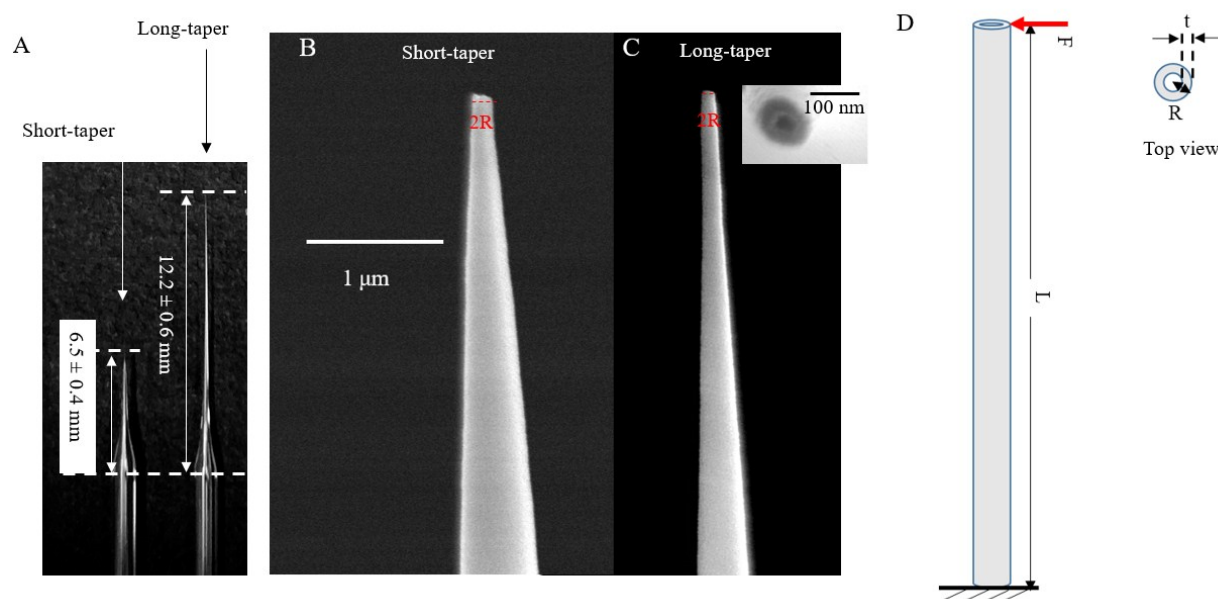 A
Long-taper
Short-taper
12.2 ± 0.6 mm
6.5 ± 0.4 mm
B
Short-taper
2R
1 μm
C
Long-taper
2R
100 nm
D
F
L
t
R
Top view